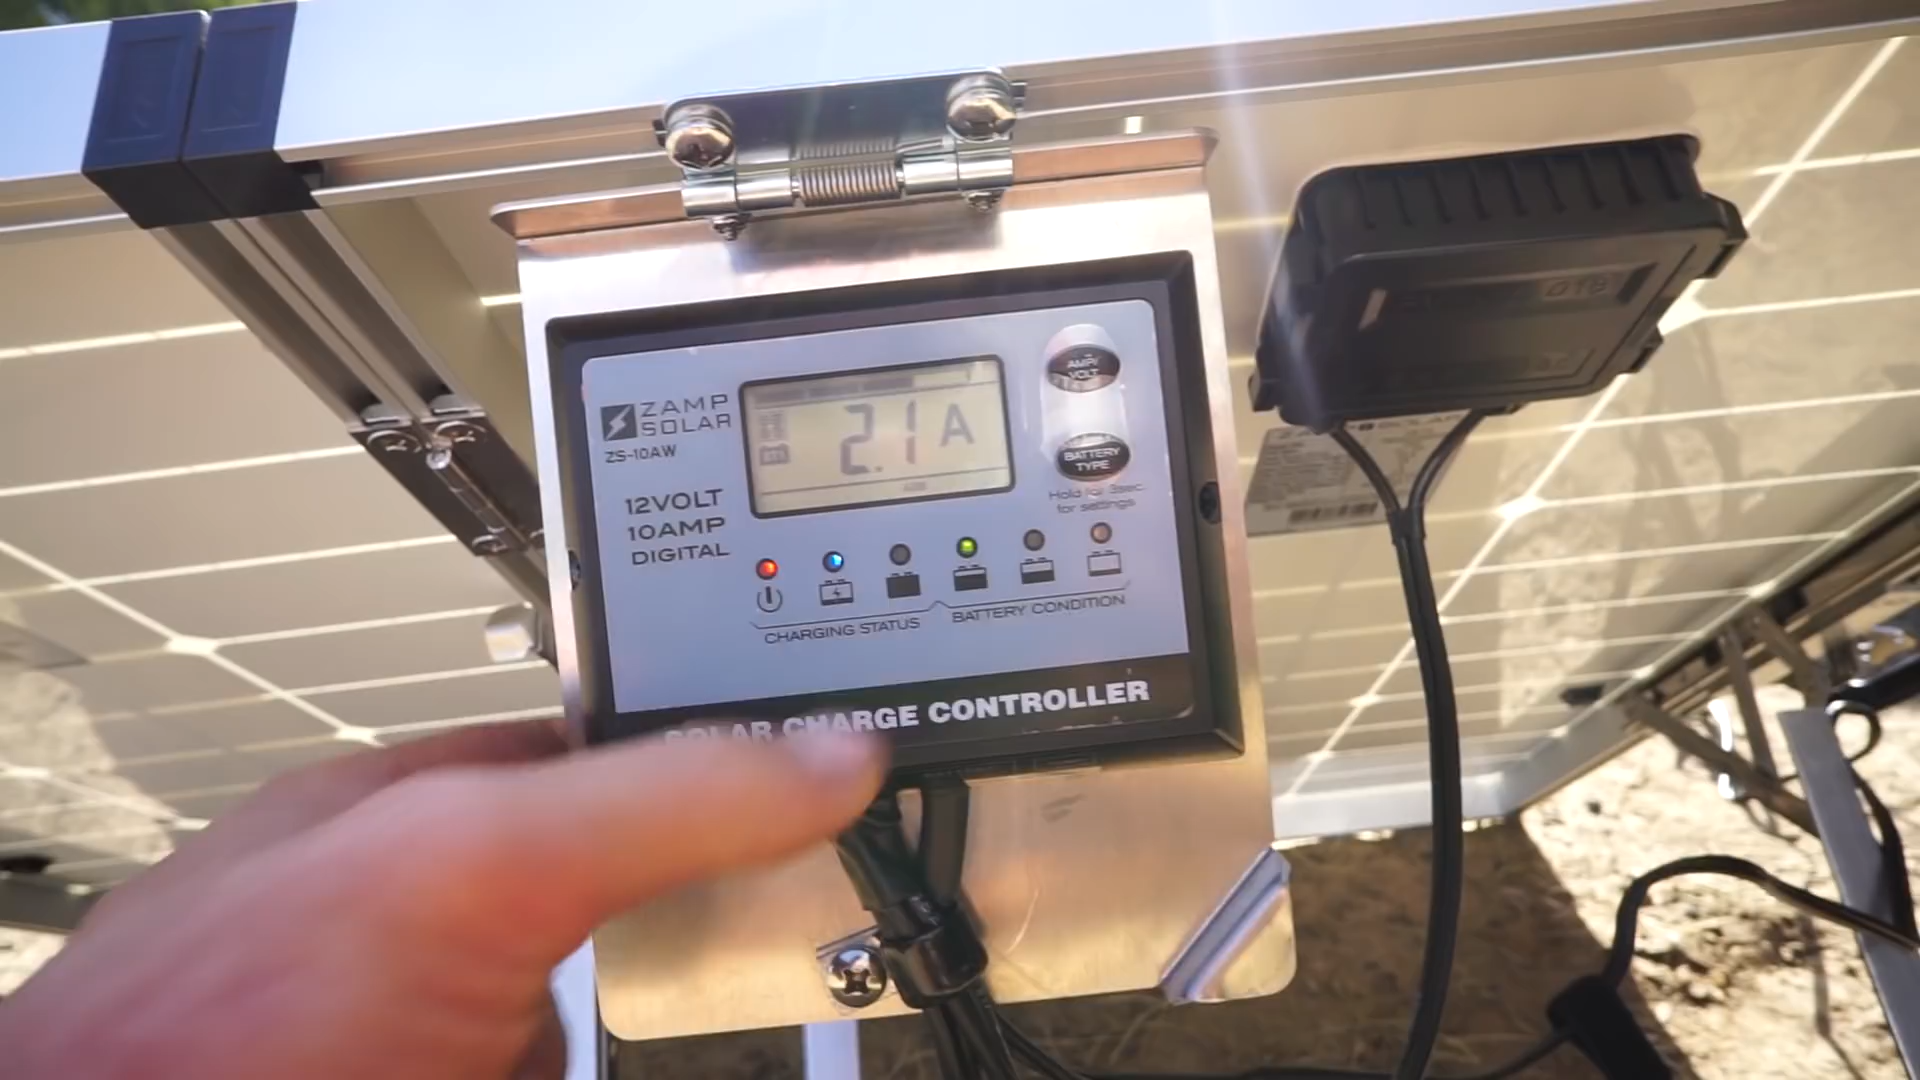 ZAMP
SOLAR
ZS-10AW
12VOLT
10AMP
DIGITAL
2.1 A
AMP/
VOLT
BATTERY
TYPE
Hold for 3sec.
for settings
CHARGING STATUS
BATTERY CONDITION
SOLAR CHARGE CONTROLLER